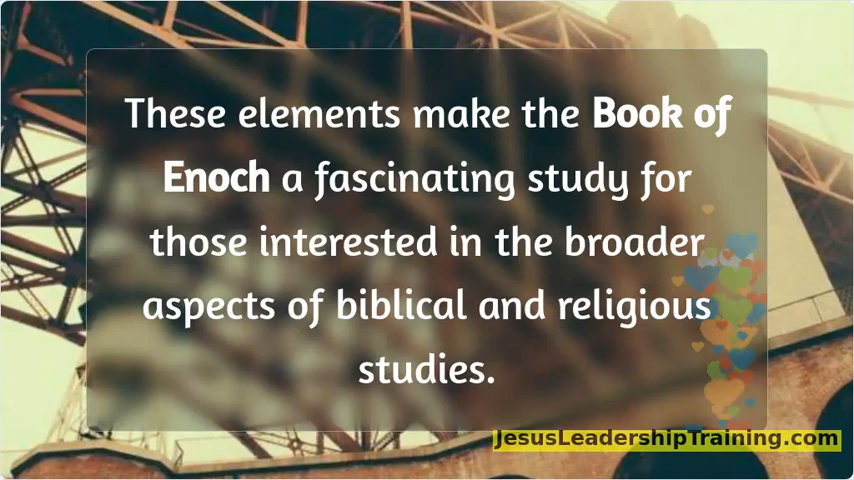 These elements make the Book of
Enoch a fascinating study for
those interested in the broader
aspects of biblical and religious
studies.
JesusLeadershipTraining.com